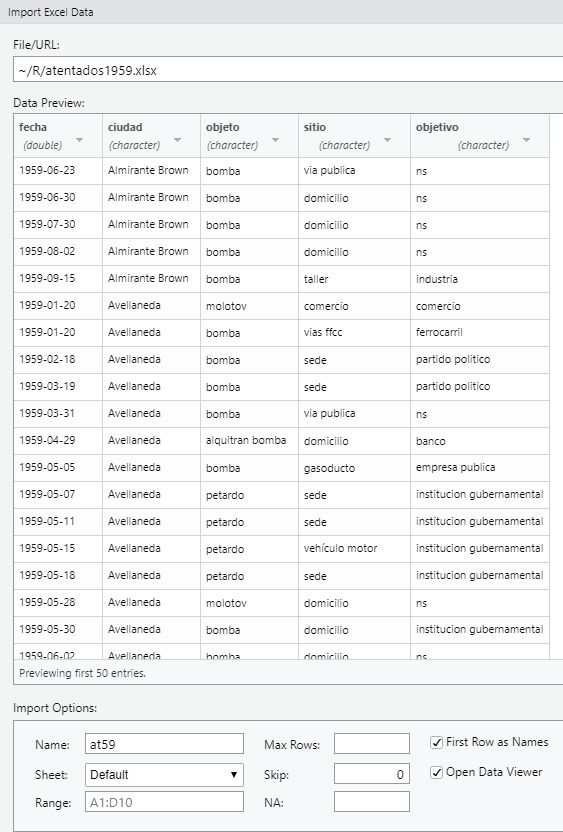 Import Excel Data
File/URL:
~/R/atentados1959.xlsx
Data Preview:
fecha ciudad objeto sitio objetivo
(double) (character) (character) (character) (character)
1959-06-23 Almirante Brown bomba via publica ns
1959-06-30 Almirante Brown bomba domicilio ns
1959-07-30 Almirante Brown bomba domicilio ns
1959-08-02 Almirante Brown bomba domicilio ns
1959-09-15 Almirante Brown bomba taller industria
1959-01-20 Avellaneda molotov comercio comercio
1959-01-20 Avellaneda bomba vias ffcc ferrocarril
1959-02-18 Avellaneda bomba sede partido politico
1959-03-19 Avellaneda bomba sede partido politico
1959-03-31 Avellaneda bomba via publica ns
1959-04-29 Avellaneda alquitran bomba domicilio banco
1959-05-05 Avellaneda bomba gasoducto empresa publica
1959-05-07 Avellaneda petardo sede institucion gubernamental
1959-05-11 Avellaneda petardo sede institucion gubernamental
1959-05-15 Avellaneda petardo vehículo motor institucion gubernamental
1959-05-18 Avellaneda petardo sede institucion gubernamental
1959-05-28 Avellaneda molotov domicilio ns
1959-05-30 Avellaneda bomba domicilio institucion gubernamental
1959-06-02 Avellaneda bomba domicilio ns
Previewing first 50 entries.
Import Options:
Name: at59 Max Rows: First Row as Names
Sheet: Default Skip: 0 Open Data Viewer
Range: A1:D10 NA: